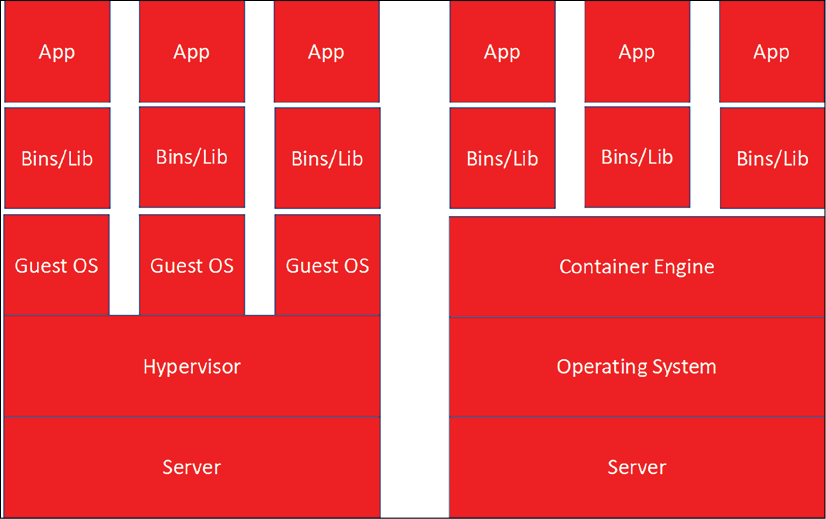 App
App
App
Bins/Lib
Bins/Lib
Bins/Lib
Guest OS
Guest OS
Guest OS
Hypervisor
Server
App
App
App
Bins/Lib
Bins/Lib
Bins/Lib
Container Engine
Operating System
Server